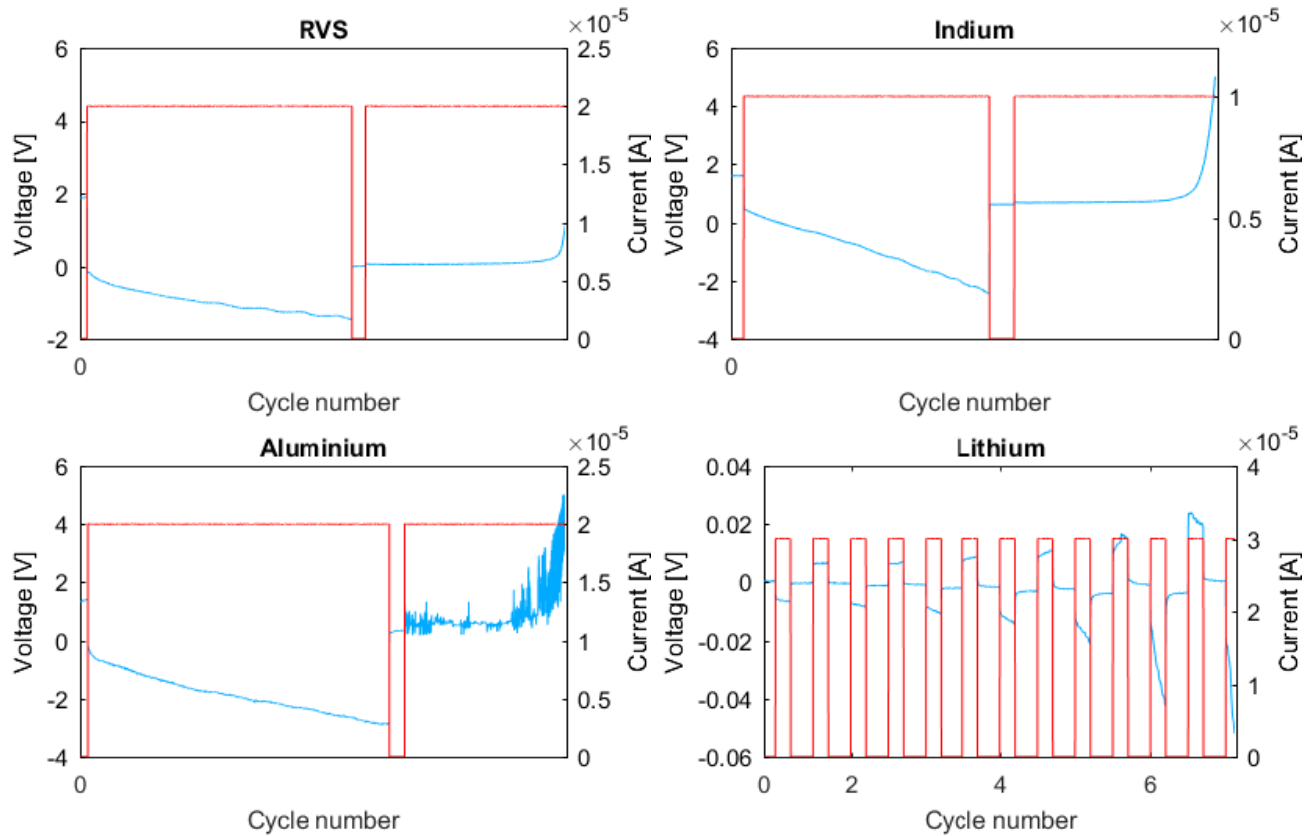 RVS
×10⁻⁵
6
4
2
0
-2
Voltage [V]
2.5
2
1.5
1
0.5
0
Current [A]
0
Cycle number
Indium
×10⁻⁵
6
4
2
0
-2
-4
Voltage [V]
1
0.5
0
Current [A]
0
Cycle number
Aluminium
×10⁻⁵
6
4
2
0
-2
-4
Voltage [V]
2.5
2
1.5
1
0.5
0
Current [A]
0
Cycle number
Lithium
×10⁻⁵
0.04
0.02
0
-0.02
-0.04
-0.06
Voltage [V]
4
3
2
1
0
Current [A]
0 2 4 6
Cycle number